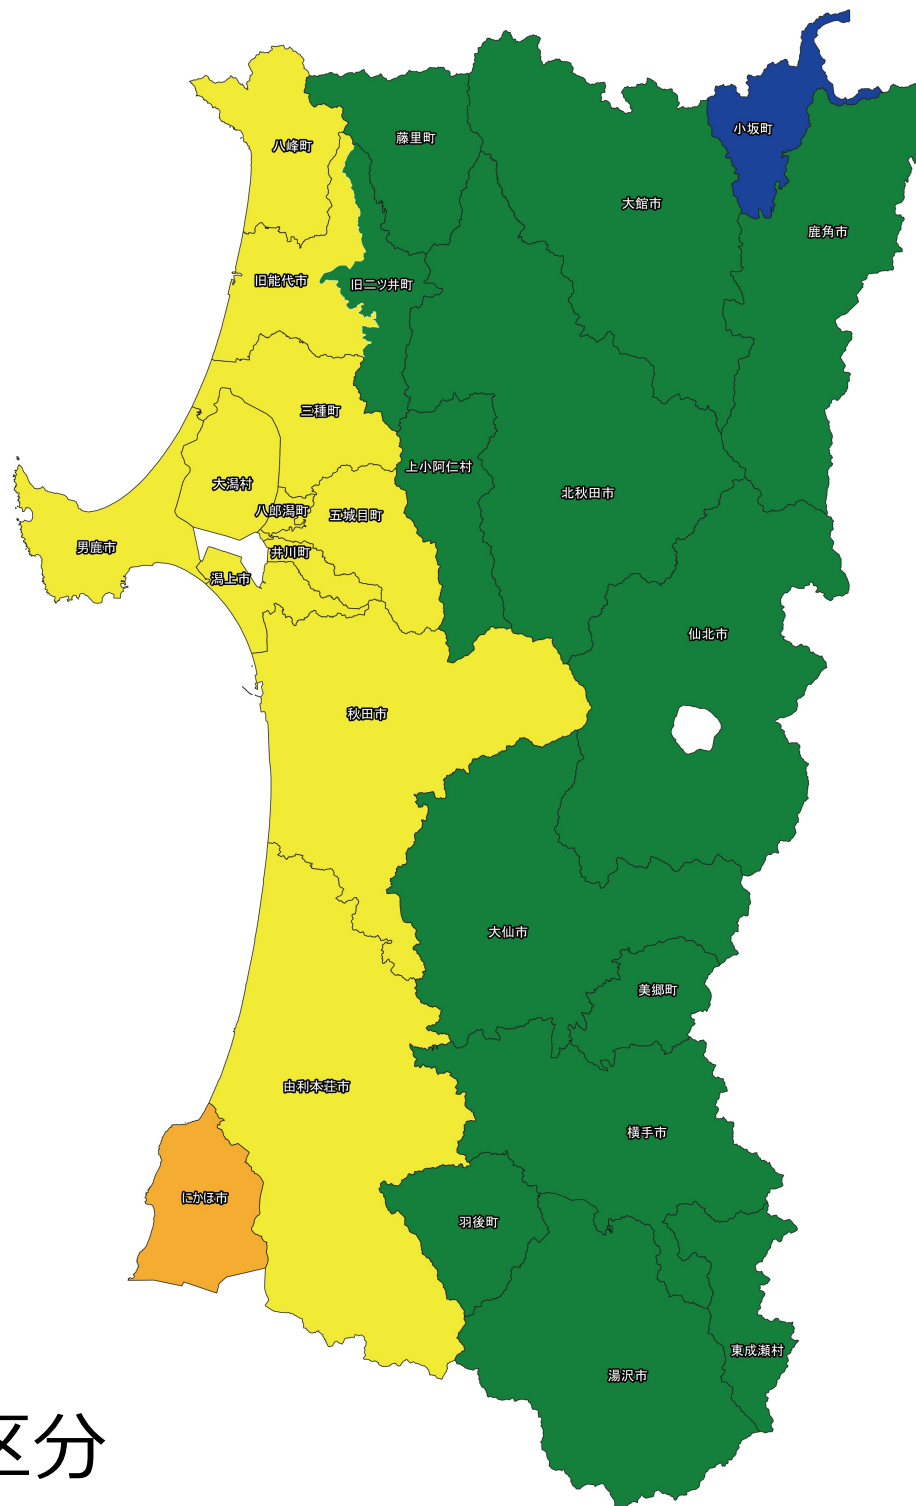 小坂町
藤里町
八峰町
大館市
鹿角市
旧能代市
旧二ツ井町
三種町
上小阿仁村
大潟村
北秋田市
八郎潟町
五城目町
男鹿市
井川町
潟上市
仙北市
秋田市
大仙市
美郷町
由利本荘市
横手市
にかほ市
羽後町
東成瀬村
湯沢市
区分